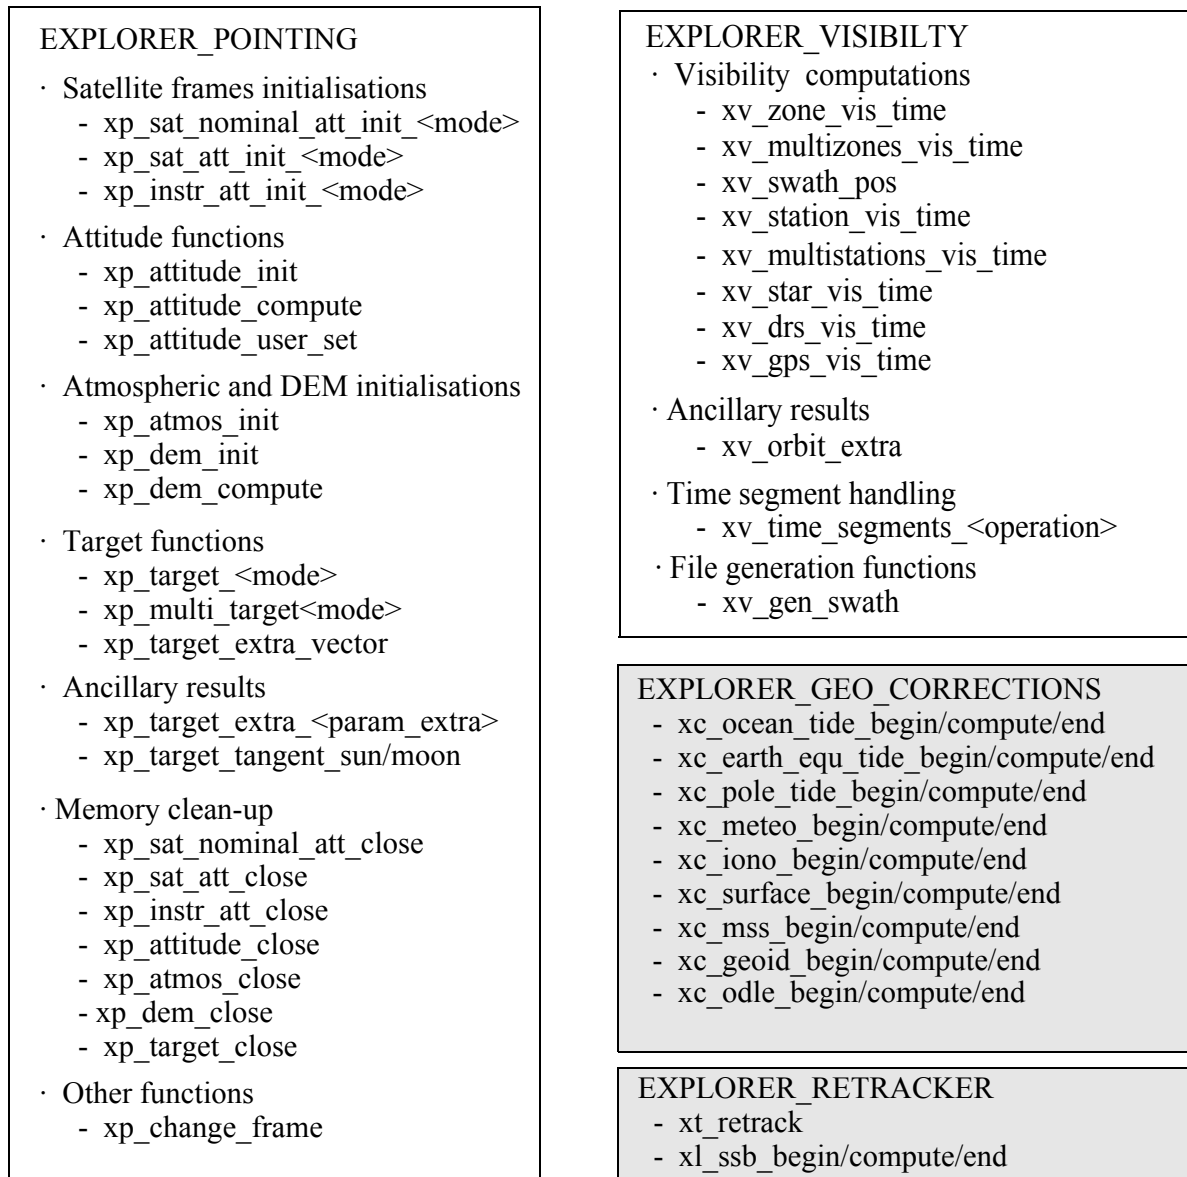 EXPLORER_POINTING
· Satellite frames initialisations
- xp_sat_nominal_att_init_<mode>
- xp_sat_att_init_<mode>
- xp_instr_att_init_<mode>
· Attitude functions
- xp_attitude_init
- xp_attitude_compute
- xp_attitude_user_set
· Atmospheric and DEM initialisations
- xp_atmos_init
- xp_dem_init
- xp_dem_compute
· Target functions
- xp_target_<mode>
- xp_multi_target<mode>
- xp_target_extra_vector
· Ancillary results
- xp_target_extra_<param_extra>
- xp_target_tangent_sun/moon
· Memory clean-up
- xp_sat_nominal_att_close
- xp_sat_att_close
- xp_instr_att_close
- xp_attitude_close
- xp_atmos_close
- xp_dem_close
- xp_target_close
· Other functions
- xp_change_frame
EXPLORER_VISIBILTY
· Visibility computations
- xv_zone_vis_time
- xv_multizones_vis_time
- xv_swath_pos
- xv_station_vis_time
- xv_multistations_vis_time
- xv_star_vis_time
- xv_drs_vis_time
- xv_gps_vis_time
· Ancillary results
- xv_orbit_extra
· Time segment handling
- xv_time_segments_<operation>
· File generation functions
- xv_gen_swath
EXPLORER_GEO_CORRECTIONS
- xc_ocean_tide_begin/compute/end
- xc_earth_equ_tide_begin/compute/end
- xc_pole_tide_begin/compute/end
- xc_meteo_begin/compute/end
- xc_iono_begin/compute/end
- xc_surface_begin/compute/end
- xc_mss_begin/compute/end
- xc_geoid_begin/compute/end
- xc_odle_begin/compute/end
EXPLORER_RETRACKER
- xt_retrack
- xl_ssb_begin/compute/end